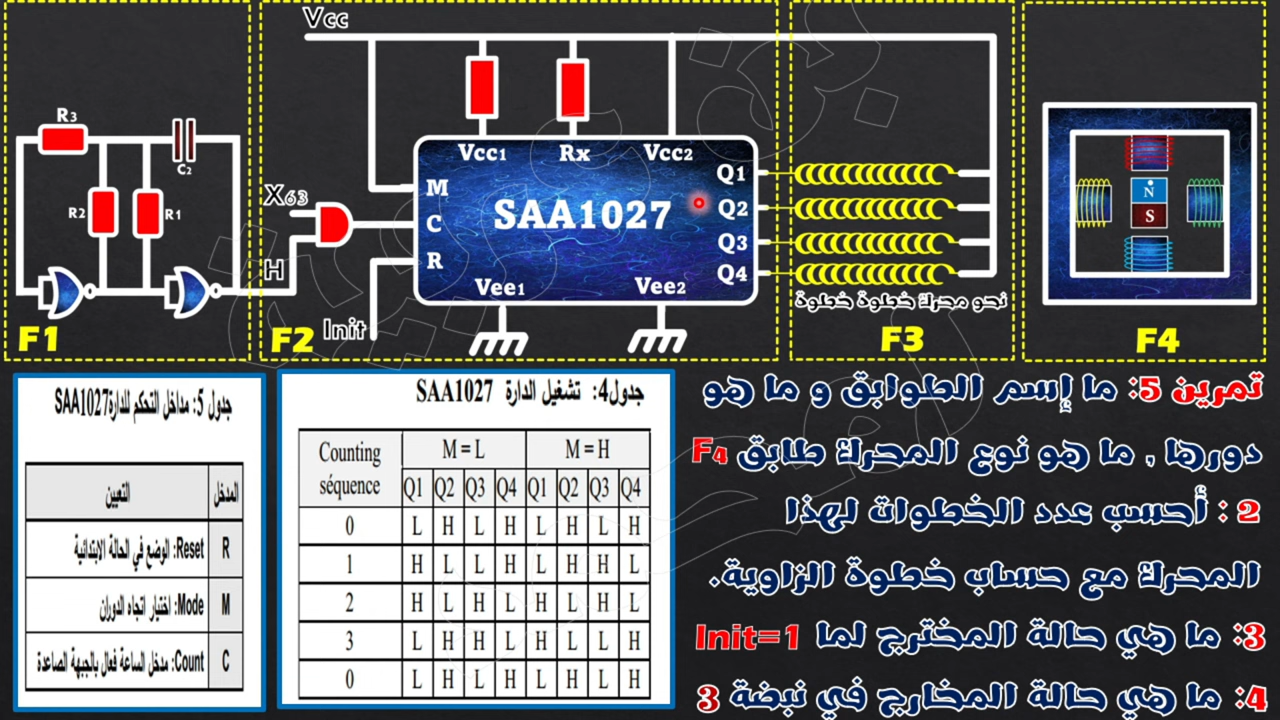 Vcc
R3
C2
R2
R1
F1
X63
H
Init
F2
Vcc1
Rx
Vcc2
M
C
R
SAA1027
Q1
Q2
Q3
Q4
Vee1
Vee2
نحو محرك خطوة خطوة
F3
N
S
F4
جدول 5: مداخل التحكم للدارة SAA1027
المدخل التعيين
R Reset: الوضع في الحالة الابتدائية
M Mode: اختيار اتجاه الدوران
C Count: مدخل الساعة فعال بالجبهة الصاعدة
جدول4: تشغيل الدارة SAA1027
Counting séquence M = L M = H
Q1 Q2 Q3 Q4 Q1 Q2 Q3 Q4
0 L H L H L H L H
1 H L L H L H H L
2 H L H L H L H L
3 L H H L H L L H
0 L H L H L H L H
تمرين 5: ما إسم الطوابق و ما هو
دورها , ما هو نوع المحرك طابق F4
2 : أحسب عدد الخطوات لهذا
المحرك مع حساب خطوة الزاوية.
3: ما هي حالة المخترج لما Init=1
4: ما هي حالة المخارج في نبضة 3